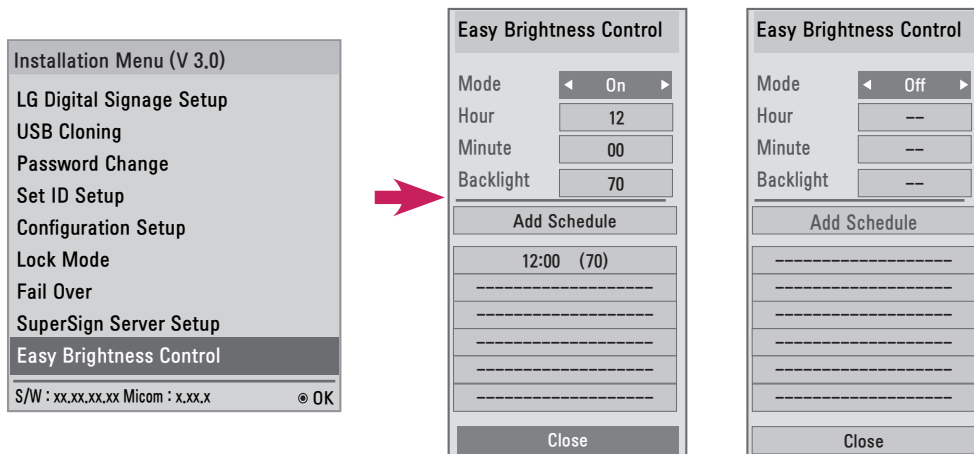 Installation Menu (V 3.0)
LG Digital Signage Setup
USB Cloning
Password Change
Set ID Setup
Configuration Setup
Lock Mode
Fail Over
SuperSign Server Setup
Easy Brightness Control
S/W : xx.xx.xx.xx Micom : x.xx.x ◉ OK
Easy Brightness Control
Mode ◀ On ▶
Hour 12
Minute 00
Backlight 70
Add Schedule
12:00 (70)
-------------------
-------------------
-------------------
-------------------
-------------------
Close
Easy Brightness Control
Mode ◀ Off ▶
Hour --
Minute --
Backlight --
Add Schedule
-------------------
-------------------
-------------------
-------------------
-------------------
-------------------
Close